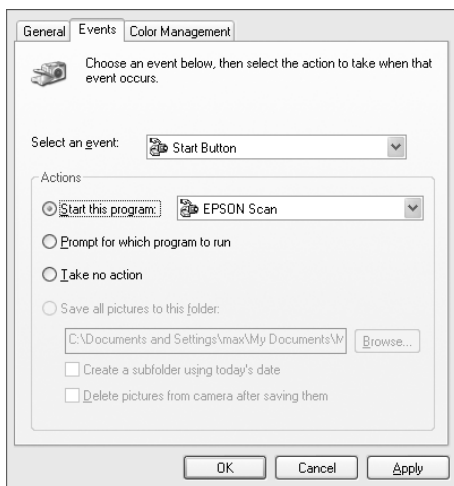 General Events Color Management
Choose an event below, then select the action to take when that
event occurs.
Select an event: Start Button
Actions
Start this program: EPSON Scan
Prompt for which program to run
Take no action
Save all pictures to this folder:
C:\Documents and Settings\max\My Documents\M Browse...
Create a subfolder using today's date
Delete pictures from camera after saving them
OK Cancel Apply